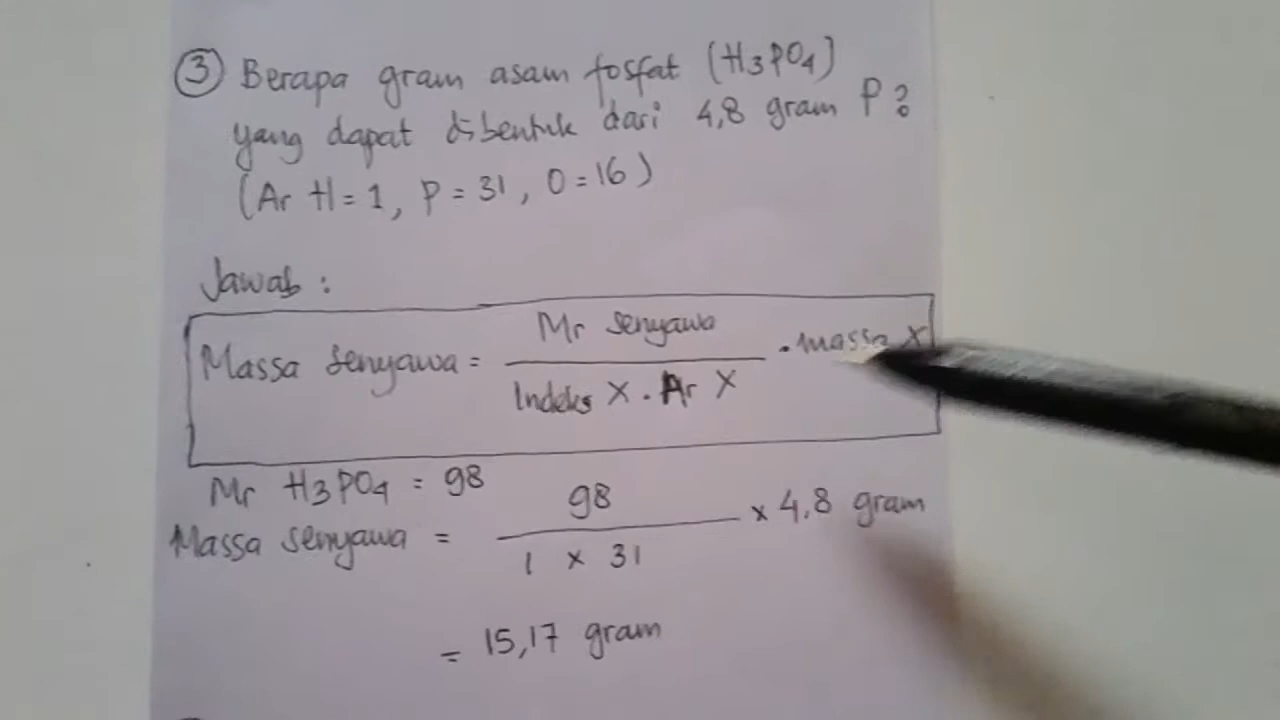 3 Berapa gram asam fosfat (H3PO4)
yang dapat dibentuk dari 4,8 gram P?
(Ar H = 1, P = 31, O = 16)
Jawab :
Massa senyawa = Mr senyawa / Indeks X . Ar X . massa X
Mr H3PO4 = 98
Massa senyawa = 98 / 1 x 31 x 4,8 gram
= 15,17 gram